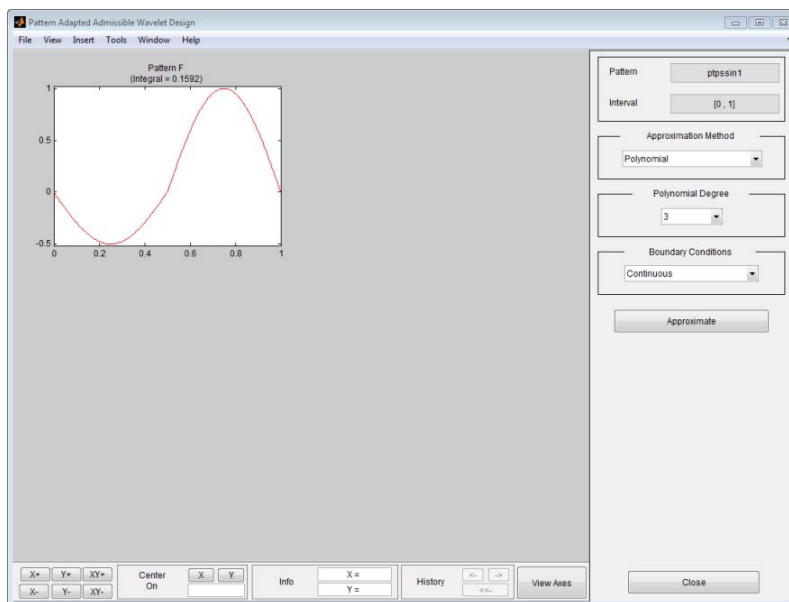 Pattern Adapted Admissible Wavelet Design
File View Insert Tools Window Help
Pattern F
(Integral = 0.1592)
1
0.5
0
-0.5
0 0.2 0.4 0.6 0.8 1
Pattern ptpssin1
Interval [0 , 1]
Approximation Method
Polynomial
Polynomial Degree
3
Boundary Conditions
Continuous
Approximate
X+ Y+ XY+
X- Y- XY-
Center
On
X Y
Info
X =
Y =
History
<- ->
<<-
View Axes
Close